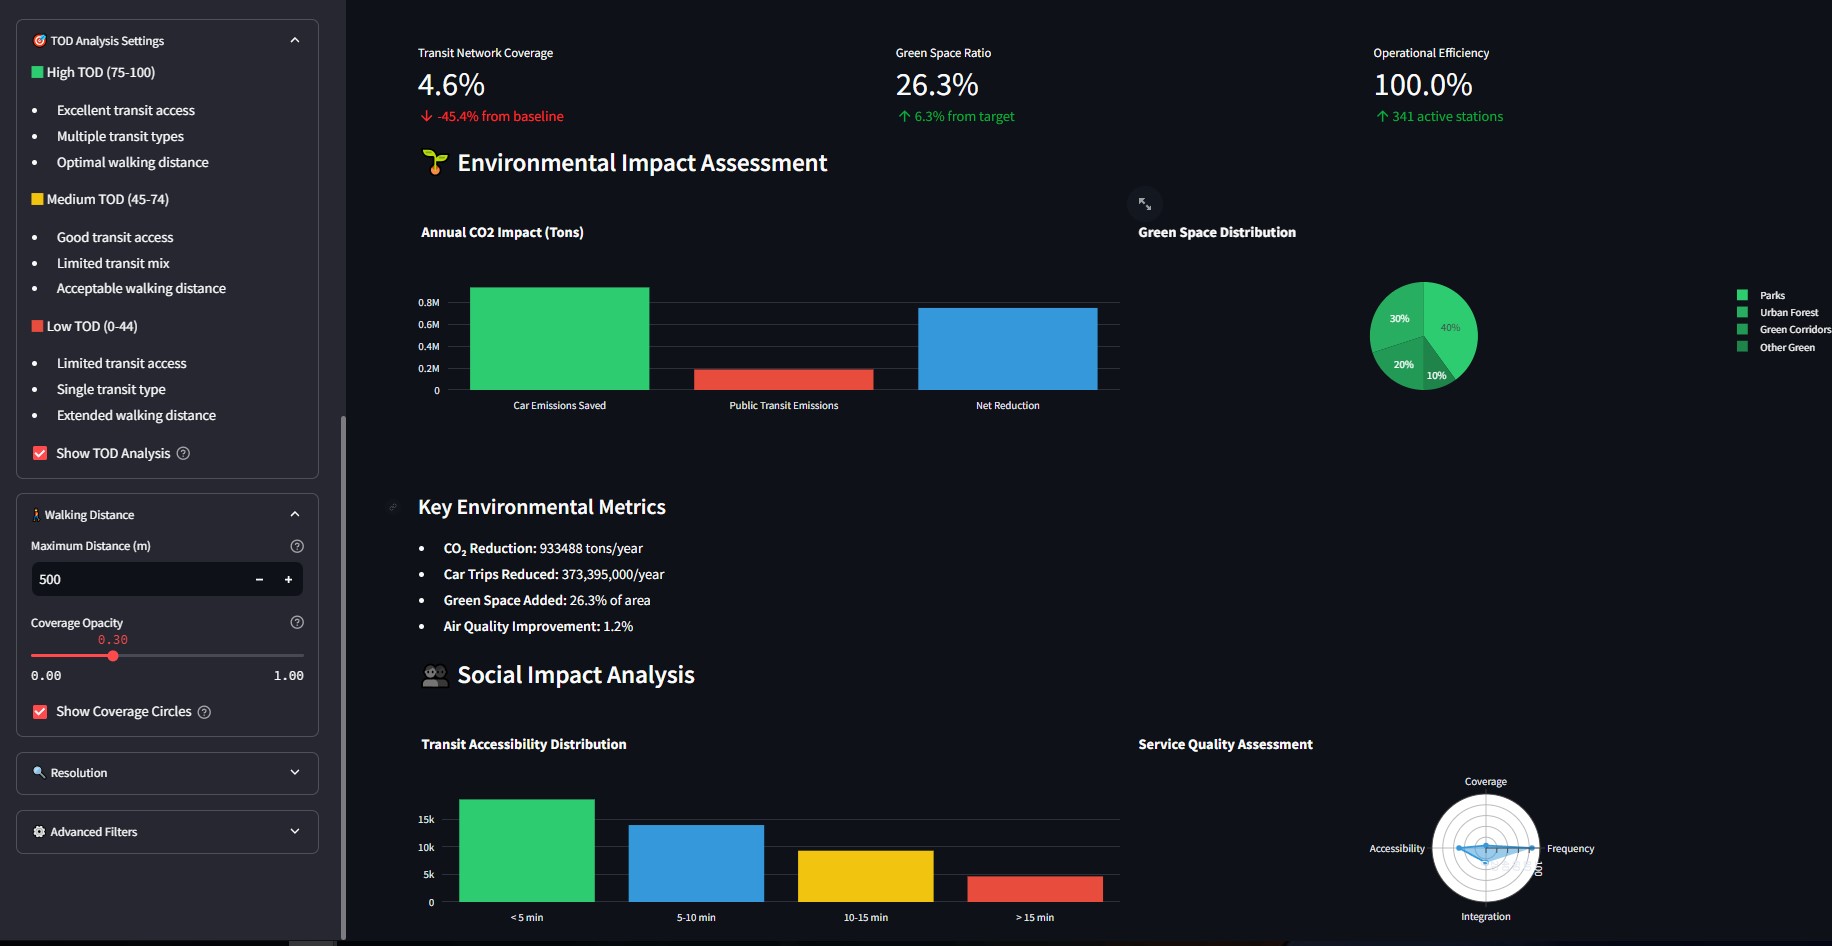 TOD Analysis Settings
High TOD (75-100)
Excellent transit access
Multiple transit types
Optimal walking distance
Medium TOD (45-74)
Good transit access
Limited transit mix
Acceptable walking distance
Low TOD (0-44)
Limited transit access
Single transit type
Extended walking distance
Show TOD Analysis
Walking Distance
Maximum Distance (m)
500
Coverage Opacity
0.30
0.00 1.00
Show Coverage Circles
Resolution
Advanced Filters
Transit Network Coverage
4.6%
-45.4% from baseline
Green Space Ratio
26.3%
6.3% from target
Operational Efficiency
100.0%
341 active stations
Environmental Impact Assessment
Annual CO2 Impact (Tons)
0.8M
0.6M
0.4M
0.2M
0
Car Emissions Saved
Public Transit Emissions
Net Reduction
Green Space Distribution
30%
40%
20%
10%
Parks
Urban Forest
Green Corridors
Other Green
Key Environmental Metrics
CO₂ Reduction: 933488 tons/year
Car Trips Reduced: 373,395,000/year
Green Space Added: 26.3% of area
Air Quality Improvement: 1.2%
Social Impact Analysis
Transit Accessibility Distribution
15k
10k
5k
0
< 5 min
5-10 min
10-15 min
> 15 min
Service Quality Assessment
Coverage
Accessibility
Frequency
100
Integration